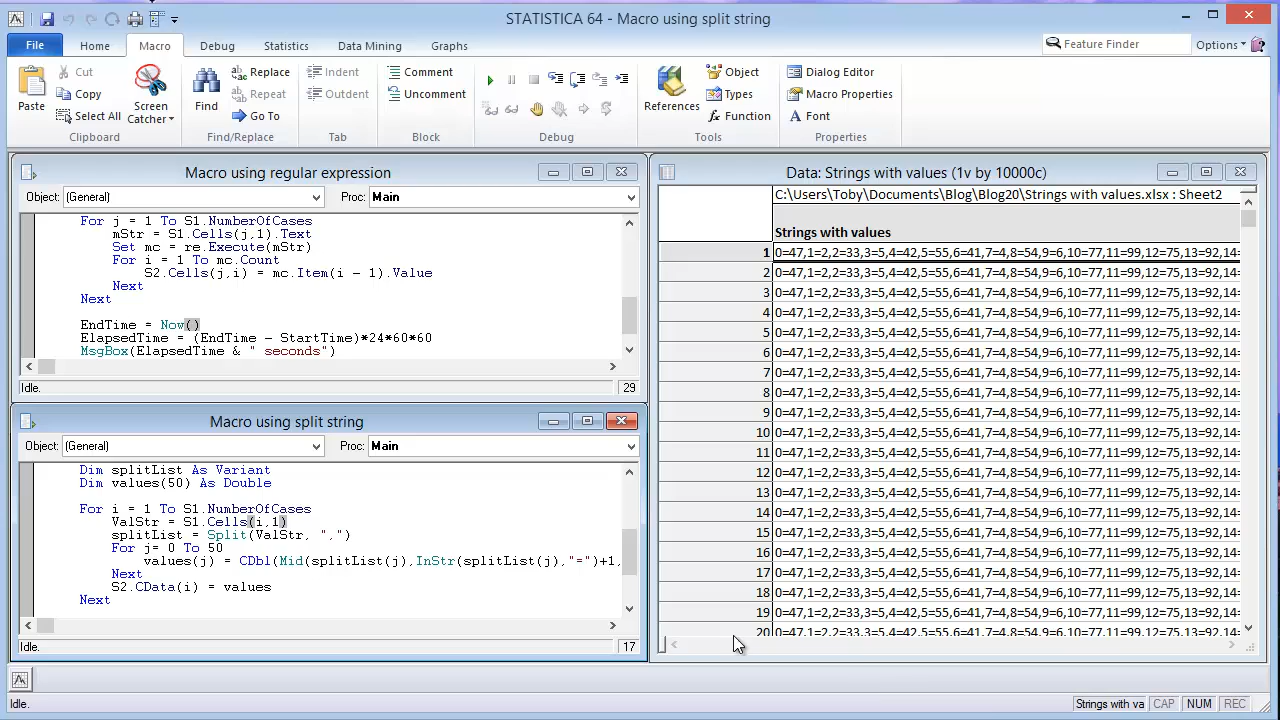 STATISTICA 64 - Macro using split string
File Home Macro Debug Statistics Data Mining Graphs Feature Finder Options
Paste Cut Copy Select All Screen Catcher Clipboard
Find Replace Repeat Go To Find/Replace
Indent Outdent Tab
Comment Uncomment Block
Debug
References Object Types Function Tools
Dialog Editor Macro Properties Font Properties
Macro using regular expression
Object: (General) Proc: Main
For j = 1 To S1.NumberOfCases
mStr = S1.Cells(j,1).Text
Set mc = re.Execute(mStr)
For i = 1 To mc.Count
S2.Cells(j,i) = mc.Item(i - 1).Value
Next
Next
EndTime = Now()
ElapsedTime = (EndTime - StartTime)*24*60*60
MsgBox(ElapsedTime & " seconds")
Idle. 29
Macro using split string
Object: (General) Proc: Main
Dim splitList As Variant
Dim values(50) As Double
For i = 1 To S1.NumberOfCases
ValStr = S1.Cells(i,1)
splitList = Split(ValStr, ",")
For j= 0 To 50
values(j) = CDbl(Mid(splitList(j),InStr(splitList(j),"=")+1,
Next
S2.CData(i) = values
Next
Idle. 17
Data: Strings with values (1v by 10000c)
C:\Users\Toby\Documents\Blog\Blog20\Strings with values.xlsx : Sheet2
Strings with values
1 0=47,1=2,2=33,3=5,4=42,5=55,6=41,7=4,8=54,9=6,10=77,11=99,12=75,13=92,14=
2 0=47,1=2,2=33,3=5,4=42,5=55,6=41,7=4,8=54,9=6,10=77,11=99,12=75,13=92,14=
3 0=47,1=2,2=33,3=5,4=42,5=55,6=41,7=4,8=54,9=6,10=77,11=99,12=75,13=92,14=
4 0=47,1=2,2=33,3=5,4=42,5=55,6=41,7=4,8=54,9=6,10=77,11=99,12=75,13=92,14=
5 0=47,1=2,2=33,3=5,4=42,5=55,6=41,7=4,8=54,9=6,10=77,11=99,12=75,13=92,14=
6 0=47,1=2,2=33,3=5,4=42,5=55,6=41,7=4,8=54,9=6,10=77,11=99,12=75,13=92,14=
7 0=47,1=2,2=33,3=5,4=42,5=55,6=41,7=4,8=54,9=6,10=77,11=99,12=75,13=92,14=
8 0=47,1=2,2=33,3=5,4=42,5=55,6=41,7=4,8=54,9=6,10=77,11=99,12=75,13=92,14=
9 0=47,1=2,2=33,3=5,4=42,5=55,6=41,7=4,8=54,9=6,10=77,11=99,12=75,13=92,14=
10 0=47,1=2,2=33,3=5,4=42,5=55,6=41,7=4,8=54,9=6,10=77,11=99,12=75,13=92,14=
11 0=47,1=2,2=33,3=5,4=42,5=55,6=41,7=4,8=54,9=6,10=77,11=99,12=75,13=92,14=
12 0=47,1=2,2=33,3=5,4=42,5=55,6=41,7=4,8=54,9=6,10=77,11=99,12=75,13=92,14=
13 0=47,1=2,2=33,3=5,4=42,5=55,6=41,7=4,8=54,9=6,10=77,11=99,12=75,13=92,14=
14 0=47,1=2,2=33,3=5,4=42,5=55,6=41,7=4,8=54,9=6,10=77,11=99,12=75,13=92,14=
15 0=47,1=2,2=33,3=5,4=42,5=55,6=41,7=4,8=54,9=6,10=77,11=99,12=75,13=92,14=
16 0=47,1=2,2=33,3=5,4=42,5=55,6=41,7=4,8=54,9=6,10=77,11=99,12=75,13=92,14=
17 0=47,1=2,2=33,3=5,4=42,5=55,6=41,7=4,8=54,9=6,10=77,11=99,12=75,13=92,14=
18 0=47,1=2,2=33,3=5,4=42,5=55,6=41,7=4,8=54,9=6,10=77,11=99,12=75,13=92,14=
19 0=47,1=2,2=33,3=5,4=42,5=55,6=41,7=4,8=54,9=6,10=77,11=99,12=75,13=92,14=
20 0=47,1=2,2=33,3=5,4=42,5=55,6=41,7=4,8=54,9=6,10=77,11=99,12=75,13=92,14=
Idle. Strings with va CAP NUM REC